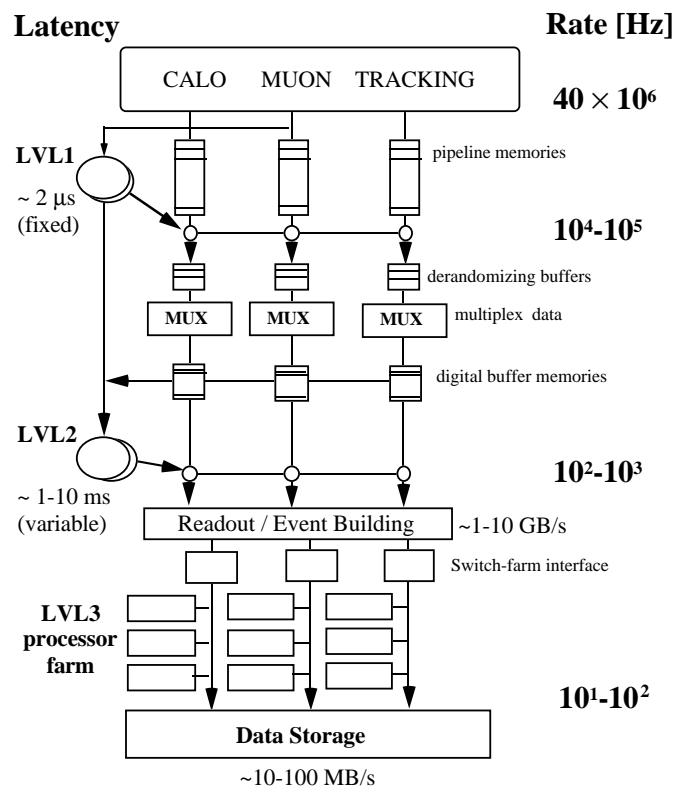 Latency
Rate [Hz]
CALO MUON TRACKING
40 × 10⁶
LVL1
pipeline memories
~ 2 µs
(fixed)
10⁴-10⁵
derandomizing buffers
MUX MUX MUX
multiplex data
digital buffer memories
LVL2
10²-10³
~ 1-10 ms
(variable)
Readout / Event Building
~1-10 GB/s
Switch-farm interface
LVL3
processor
farm
10¹-10²
Data Storage
~10-100 MB/s